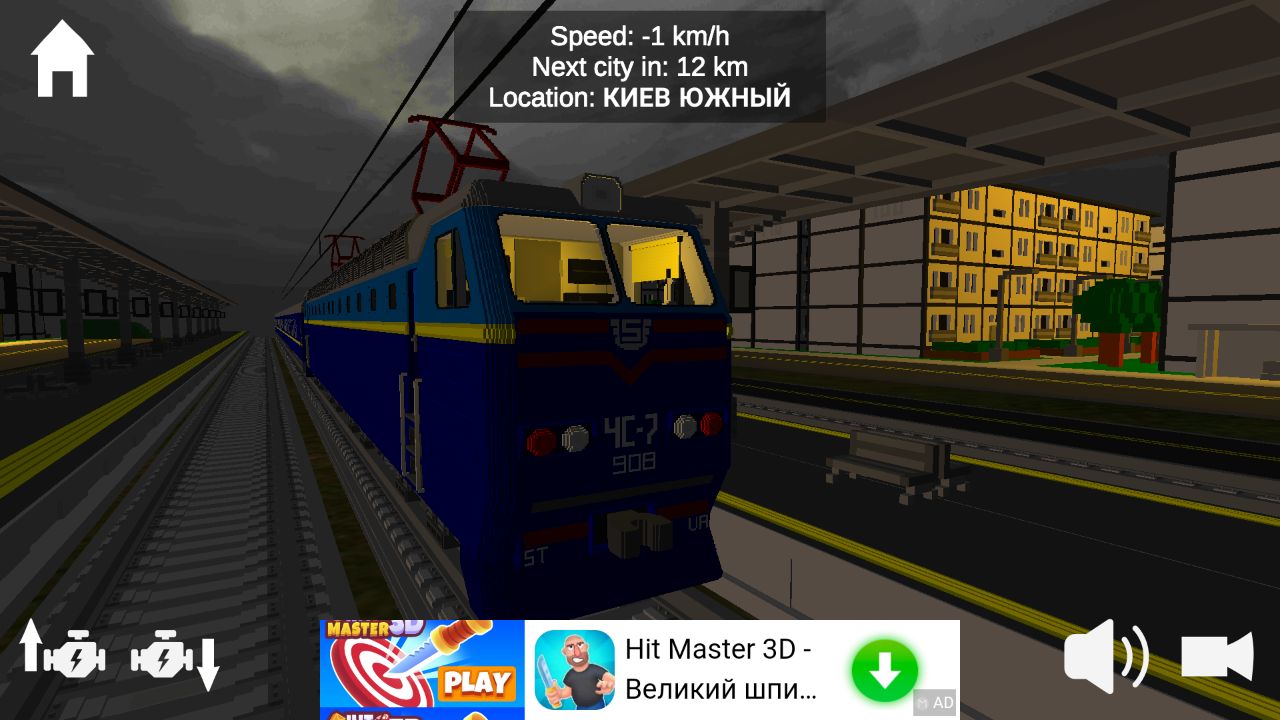 Speed: -1 km/h
Next city in: 12 km
Location: КИЕВ ЮЖНЫЙ
ЧС-7
908
ST
UA
MASTER 3D
PLAY
Hit Master 3D -
Великий шпи...
AD